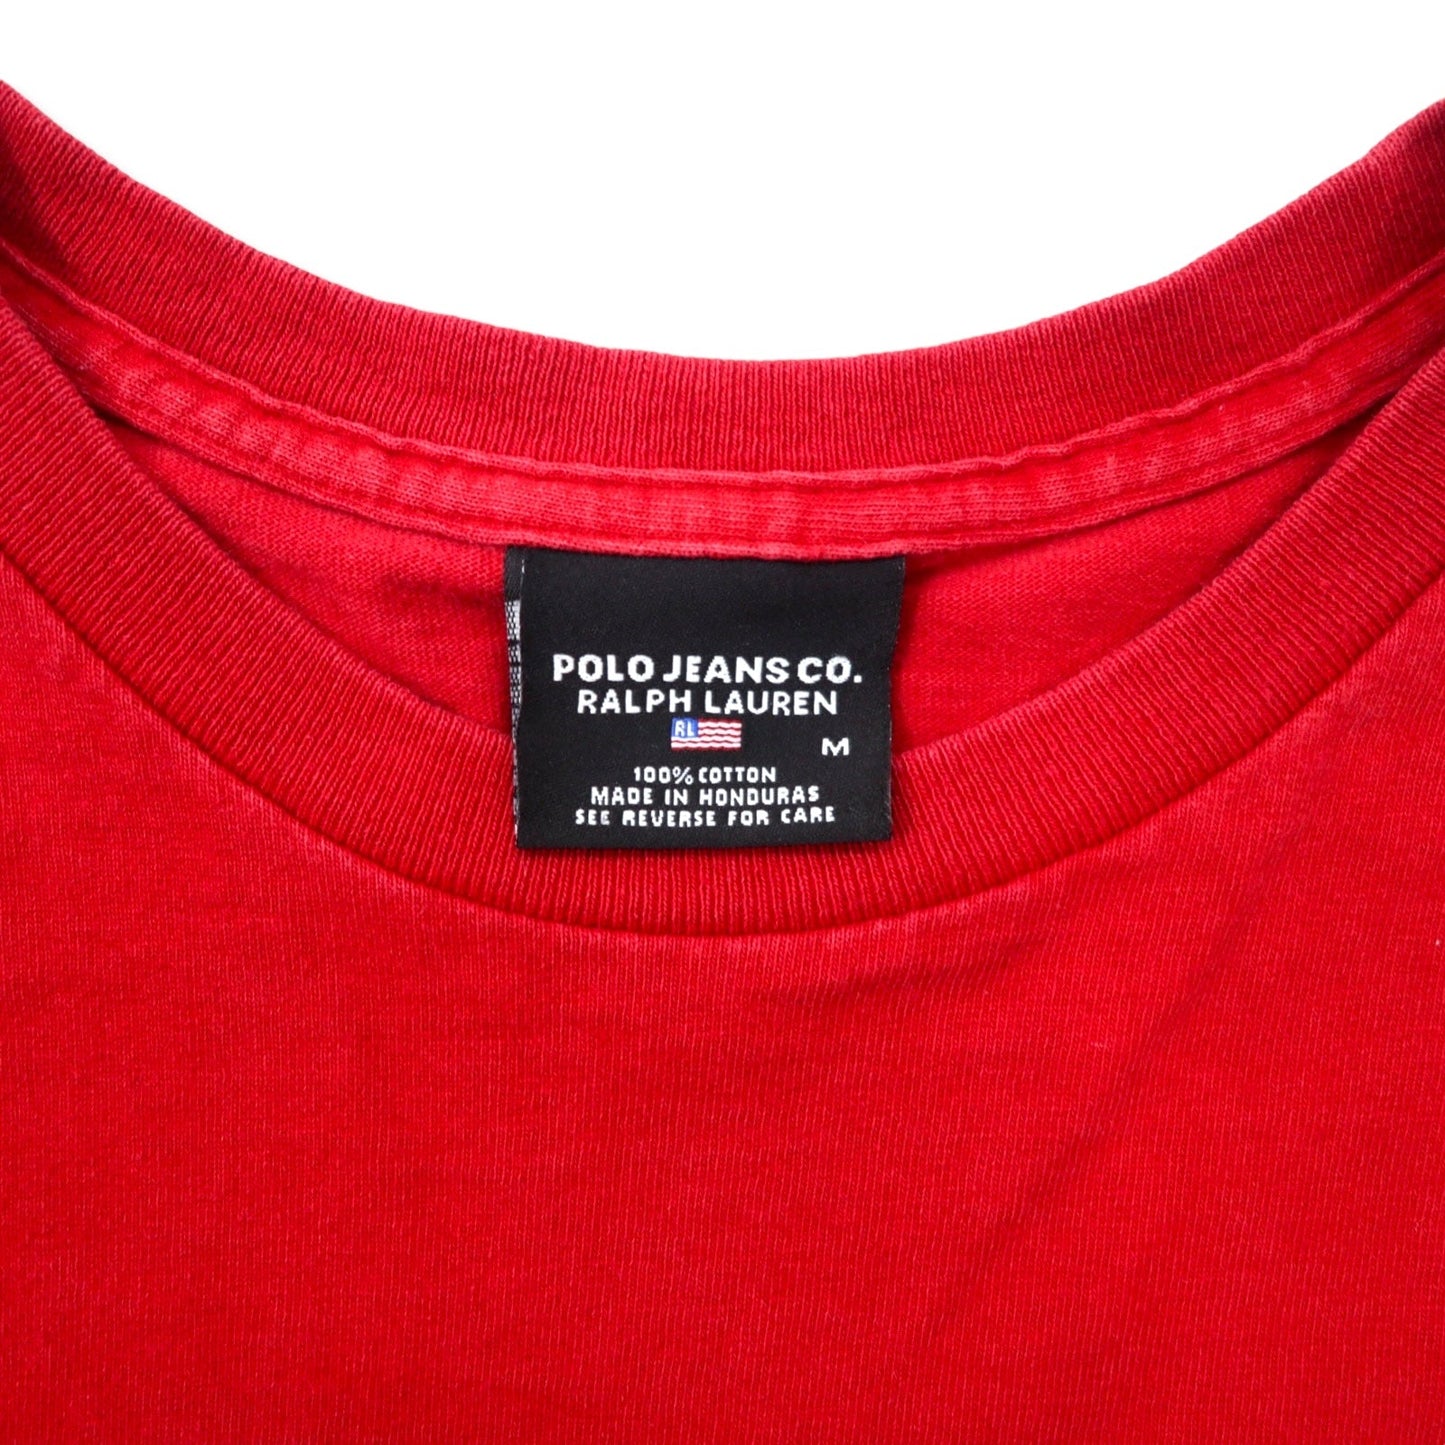 POLO JEANS CO.
RALPH LAUREN
RL
M
100% COTTON
MADE IN HONDURAS
SEE REVERSE FOR CARE